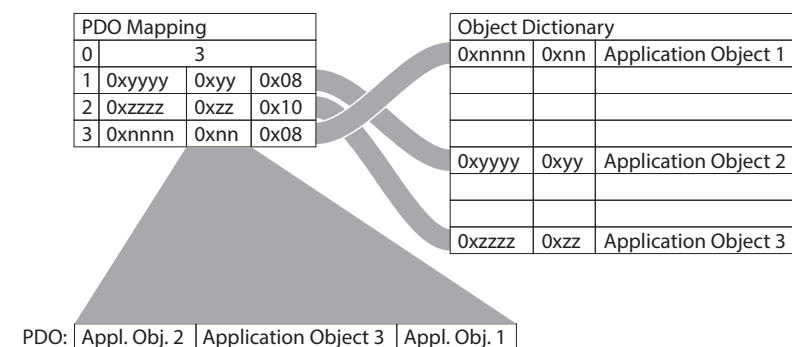 PDO Mapping
0 3
1 0xyyyy 0xyy 0x08
2 0xzzzz 0xzz 0x10
3 0xnnnn 0xnn 0x08
Object Dictionary
0xnnnn 0xnn Application Object 1
0xyyyy 0xyy Application Object 2
0xzzzz 0xzz Application Object 3
PDO: Appl. Obj. 2 Application Object 3 Appl. Obj. 1